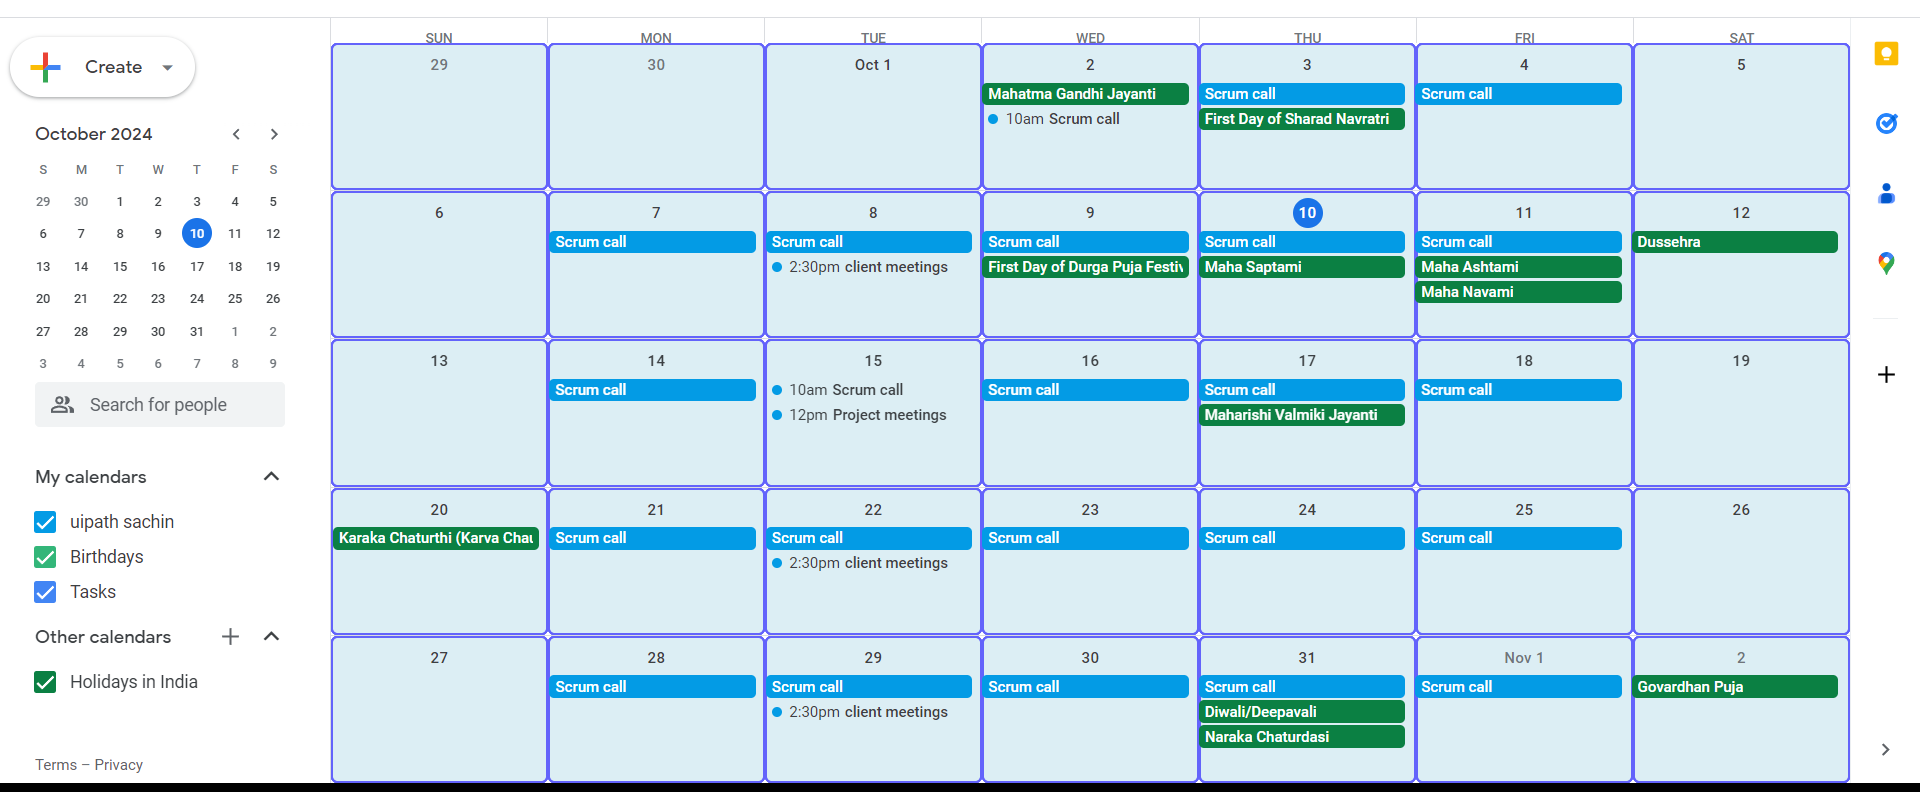 Create
October 2024
S M T W T F S
29 30 1 2 3 4 5
6 7 8 9 10 11 12
13 14 15 16 17 18 19
20 21 22 23 24 25 26
27 28 29 30 31 1 2
3 4 5 6 7 8 9
Search for people
My calendars
uipath sachin
Birthdays
Tasks
Other calendars
Holidays in India
Terms – Privacy
SUN MON TUE WED THU FRI SAT
29 30 Oct 1 2 3 4 5
Mahatma Gandhi Jayanti Scrum call Scrum call
10am Scrum call First Day of Sharad Navratri
6 7 8 9 10 11 12
Scrum call Scrum call Scrum call Scrum call Scrum call Dussehra
2:30pm client meetings First Day of Durga Puja Festiv Maha Saptami Maha Ashtami
Maha Navami
13 14 15 16 17 18 19
Scrum call 10am Scrum call Scrum call Scrum call Scrum call
12pm Project meetings Maharishi Valmiki Jayanti
20 21 22 23 24 25 26
Karaka Chaturthi (Karva Chau Scrum call Scrum call Scrum call Scrum call Scrum call
2:30pm client meetings
27 28 29 30 31 Nov 1 2
Scrum call Scrum call Scrum call Scrum call Scrum call Govardhan Puja
2:30pm client meetings Diwali/Deepavali
Naraka Chaturdasi